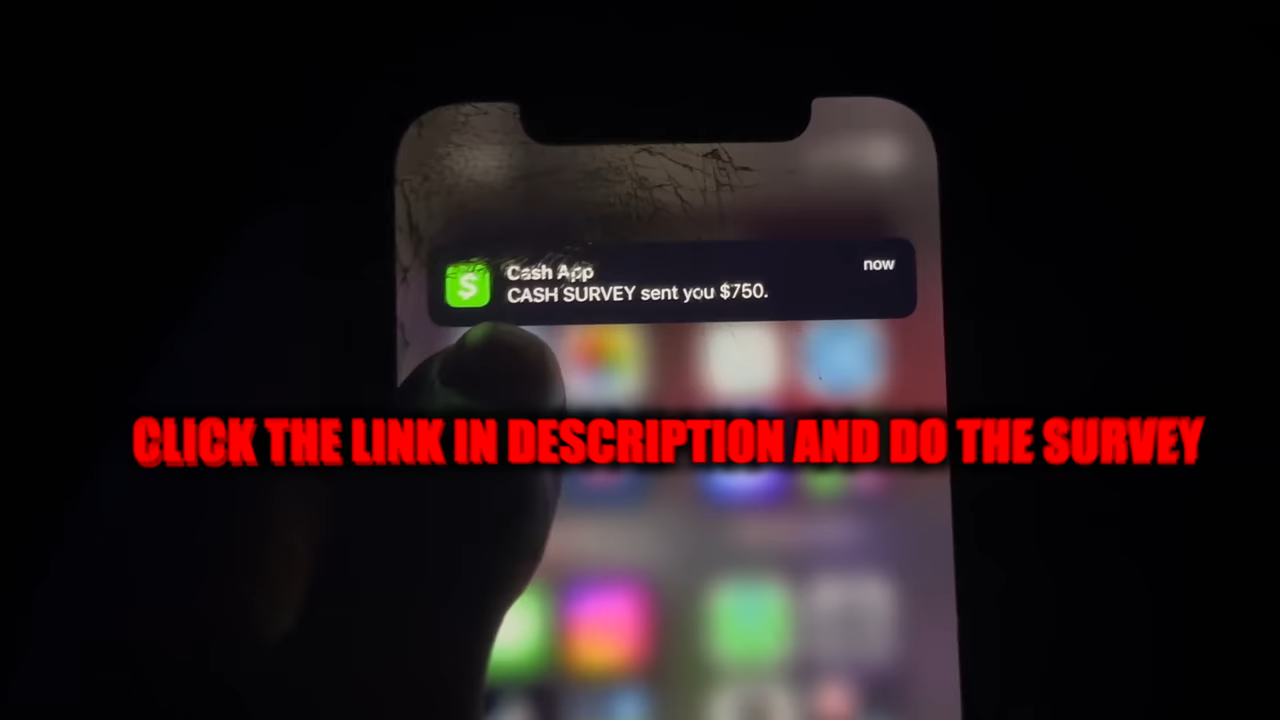 Cash App
now
CASH SURVEY sent you $750.
CLICK THE LINK IN DESCRIPTION AND DO THE SURVEY